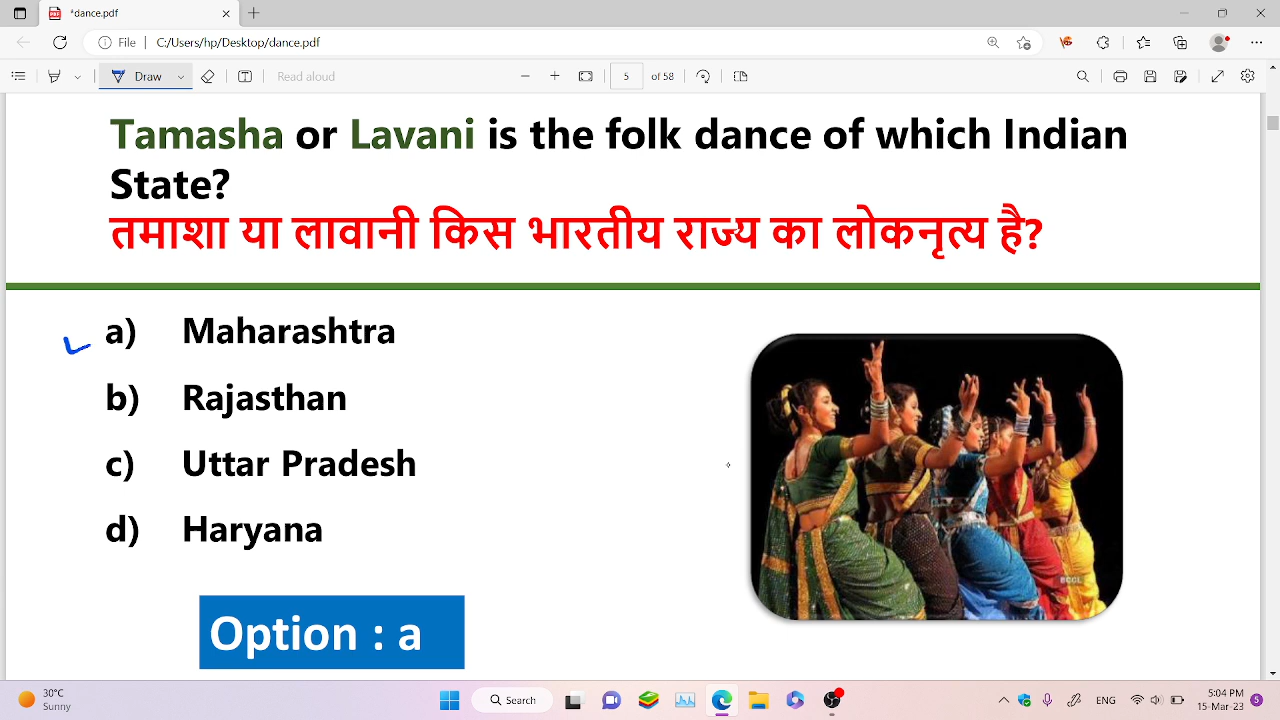 *dance.pdf
File C:/Users/hp/Desktop/dance.pdf
Draw Read aloud 5 of 58
Tamasha or Lavani is the folk dance of which Indian
State?
तमाशा या लावानी किस भारतीय राज्य का लोकनृत्य है?
a) Maharashtra
b) Rajasthan
c) Uttar Pradesh
d) Haryana
BCCL
Option : a
30°C
Sunny
Search
ENG
5:04 PM
15-Mar-23
5